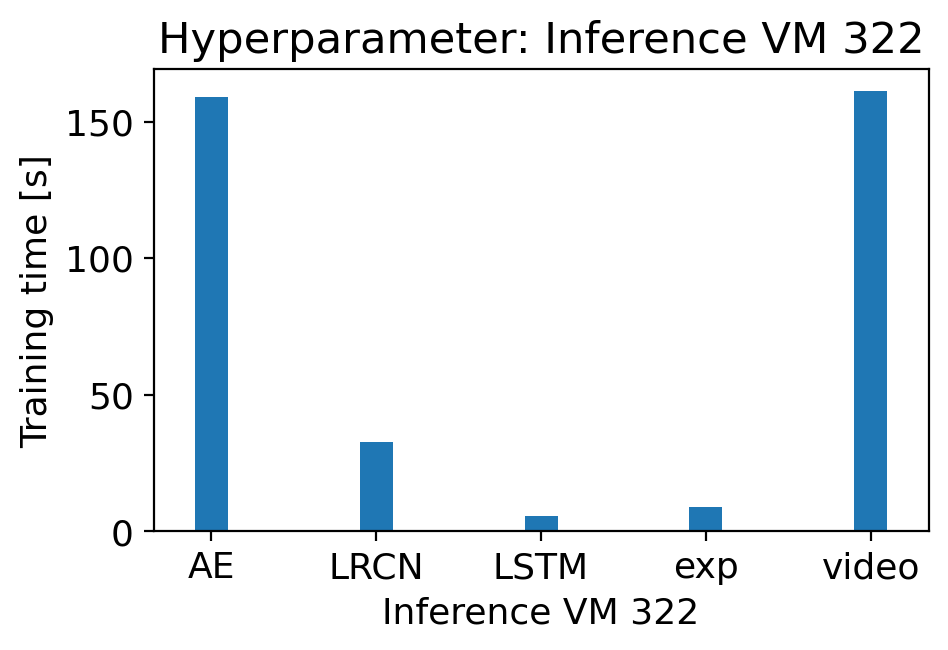 Hyperparameter: Inference VM 322
Training time [s]
150
100
50
0
AE LRCN LSTM exp video
Inference VM 322